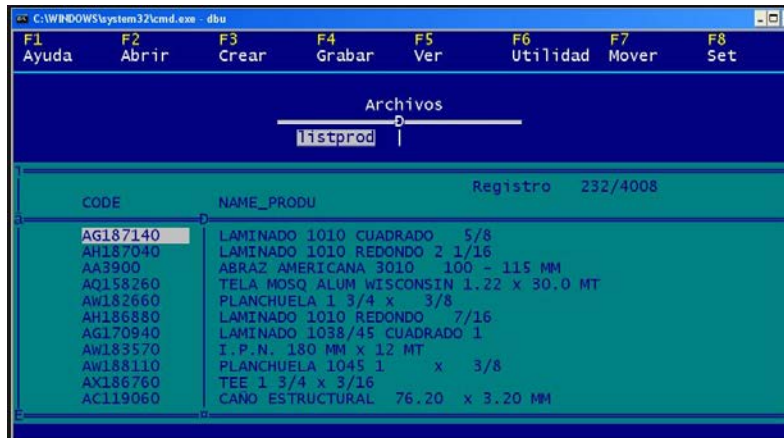 C:\WINDOWS\system32\cmd.exe - dbu
F1 F2 F3 F4 F5 F6 F7 F8
Ayuda Abrir Crear Grabar Ver Utilidad Mover Set
Archivos
listprod
Registro 232/4008
CODE NAME_PRODU
AG187140 LAMINADO 1010 CUADRADO 5/8
AH187040 LAMINADO 1010 REDONDO 2 1/16
AA3900 ABRAZ AMERICANA 3010 100 - 115 MM
AQ158260 TELA MOSQ ALUM WISCONSIN 1.22 x 30.0 MT
AW182660 PLANCHUELA 1 3/4 x 3/8
AH186880 LAMINADO 1010 REDONDO 7/16
AG170940 LAMINADO 1038/45 CUADRADO 1
AW183570 I.P.N. 180 MM x 12 MT
AW188110 PLANCHUELA 1045 1 x 3/8
AX186760 TEE 1 3/4 x 3/16
AC119060 CAÑO ESTRUCTURAL 76.20 x 3.20 MM